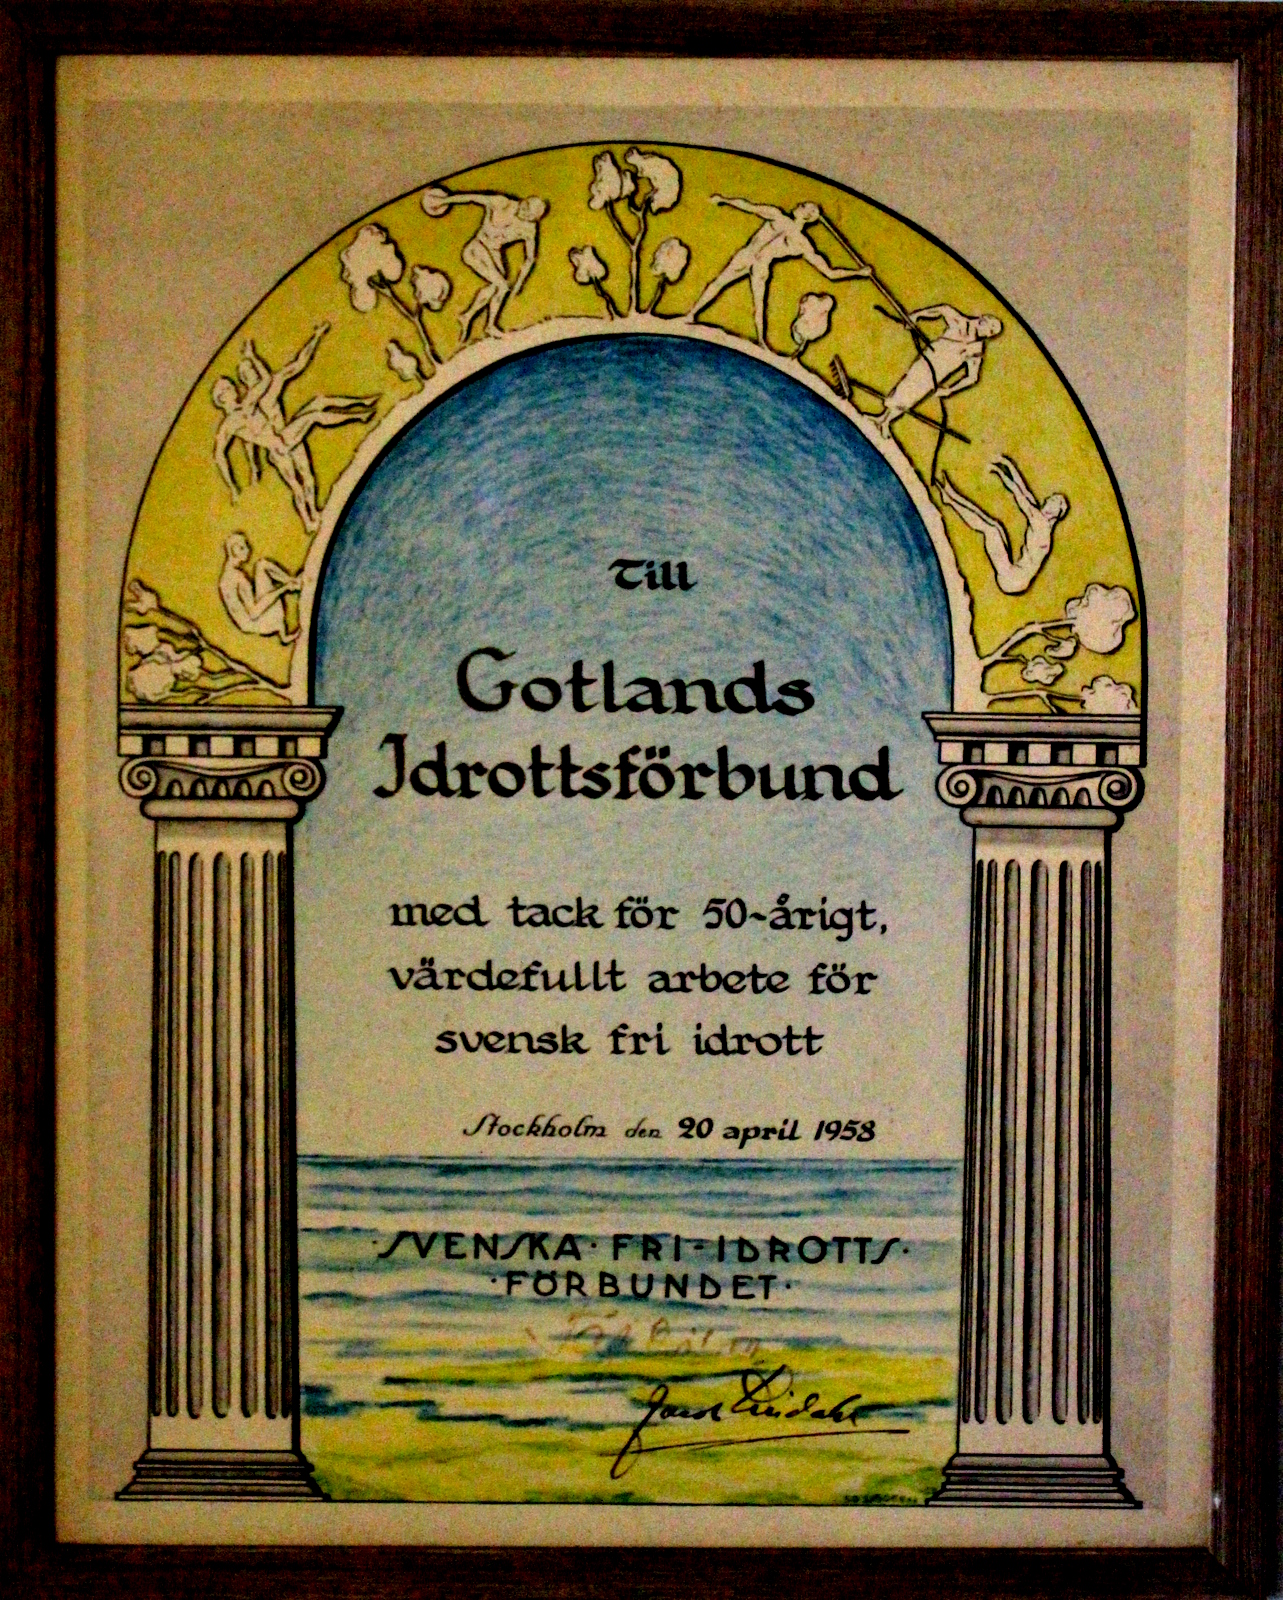 Till
Gotlands
Idrottsförbund
med tack för 50-årigt,
värdefullt arbete för
svensk fri idrott
Stockholm den 20 april 1958
·SVENSKA· FRI-IDROTTS·
·FÖRBUNDET·